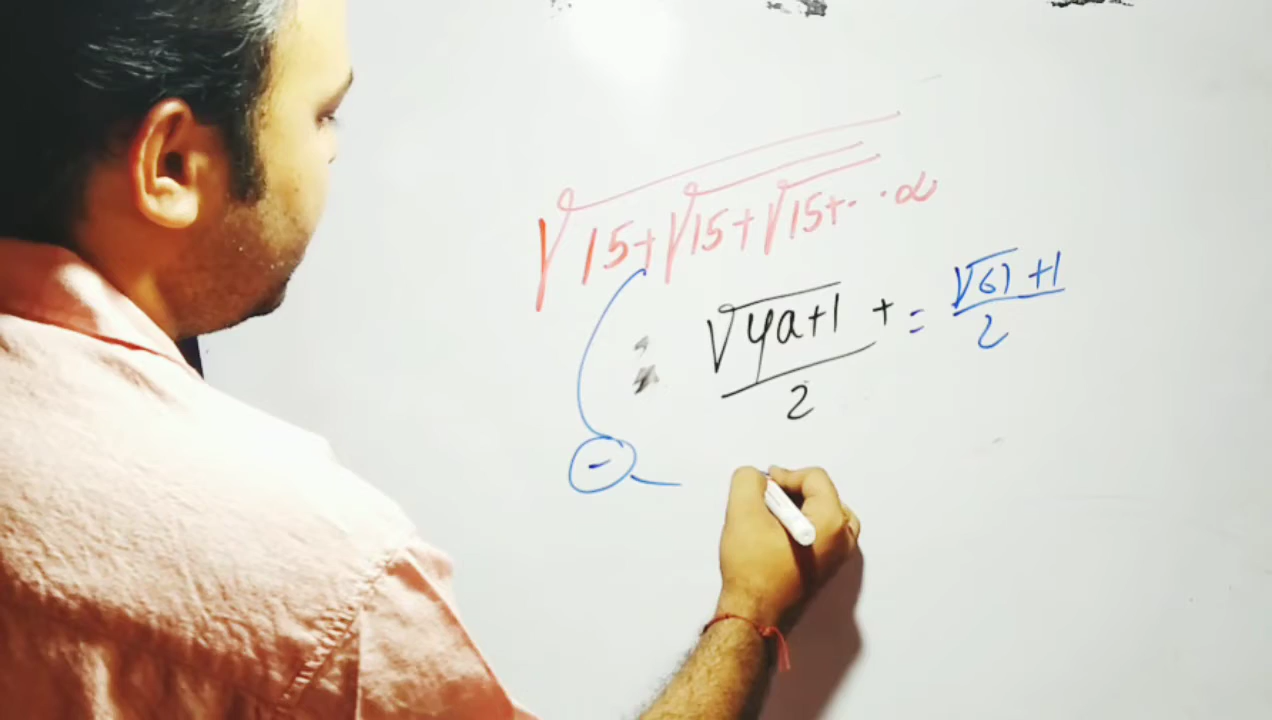 √15+√15+√15+...∝
: √4a+1 + / 2 = √61 +1 / 2
-